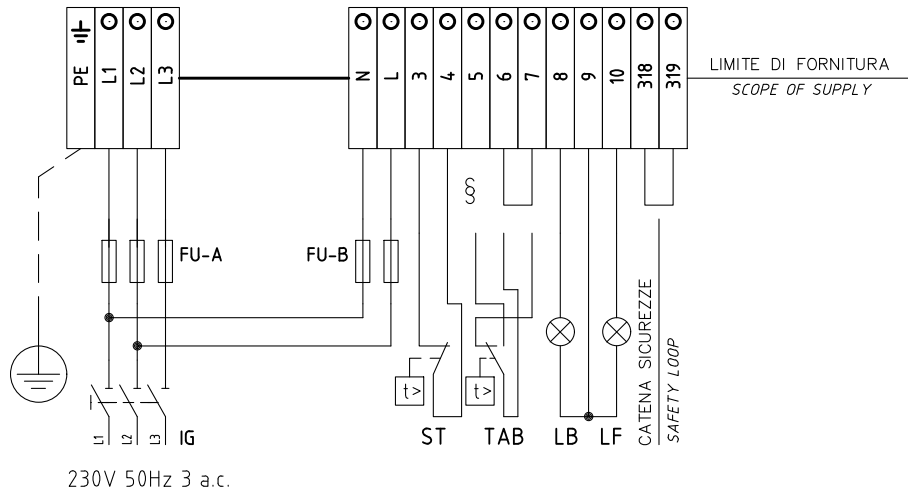 PE L1 L2 L3 N L 3 4 5 6 7 8 9 10 318 319
LIMITE DI FORNITURA
SCOPE OF SUPPLY
§
FU-A
FU-B
CATENA SICUREZZE
SAFETY LOOP
t>
t>
L1 L2 L3 IG
ST TAB LB LF
230V 50Hz 3 a.c.